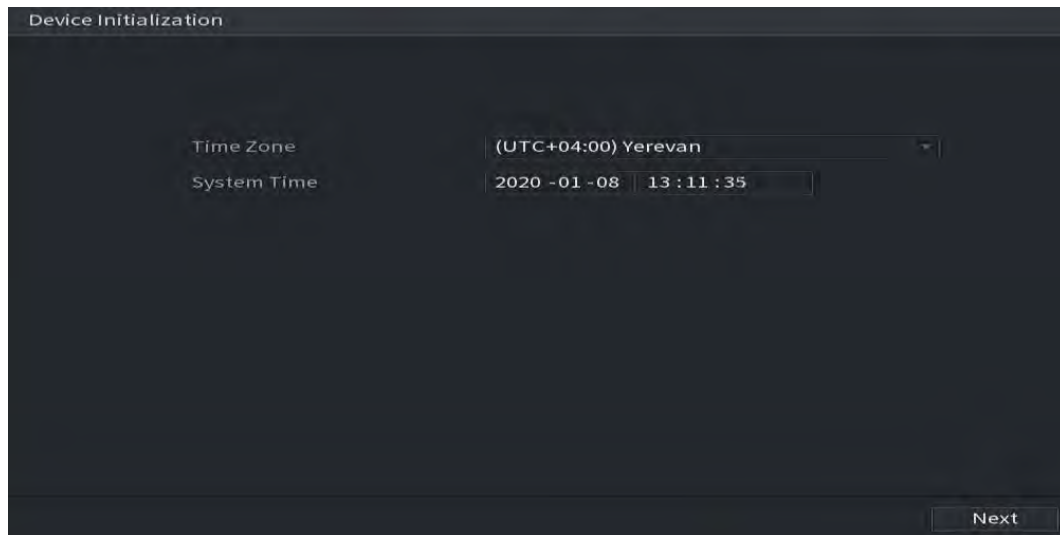 Device Initialization
Time Zone (UTC+04:00) Yerevan
System Time 2020 -01 -08 13 : 11 : 35
Next